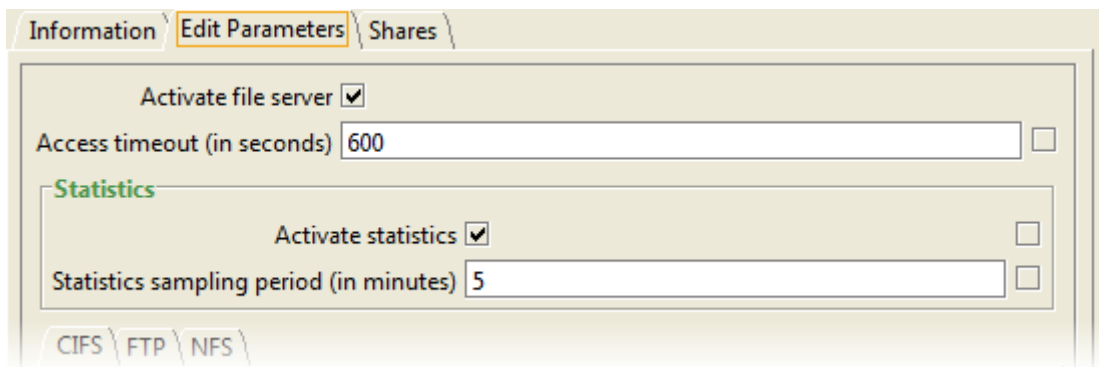 Information Edit Parameters Shares
Activate file server
Access timeout (in seconds) 600
Statistics
Activate statistics
Statistics sampling period (in minutes) 5
CIFS FTP NFS